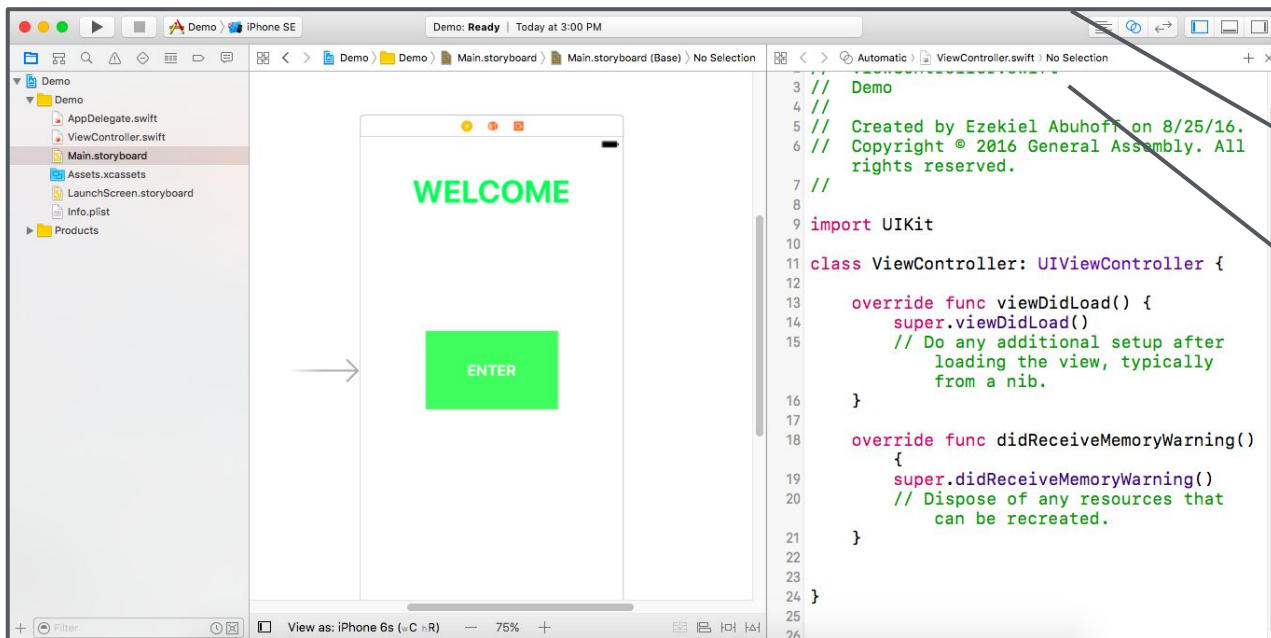 Demo
iPhone SE
Demo: Ready | Today at 3:00 PM
Demo
Demo
Main.storyboard
Main.storyboard (Base)
No Selection
Automatic
ViewController.swift
No Selection
Demo
Demo
AppDelegate.swift
ViewController.swift
Main.storyboard
Assets.xcassets
LaunchScreen.storyboard
Info.plist
Products
Filter
WELCOME
ENTER
View as: iPhone 6s (wC hR) — 75% +
3 // Demo
4 //
5 // Created by Ezekiel Abuhoff on 8/25/16.
6 // Copyright © 2016 General Assembly. All
rights reserved.
7 //
8
9 import UIKit
10
11 class ViewController: UIViewController {
12
13 override func viewDidLoad() {
14 super.viewDidLoad()
15 // Do any additional setup after
loading the view, typically
from a nib.
16 }
17
18 override func didReceiveMemoryWarning()
{
19 super.didReceiveMemoryWarning()
20 // Dispose of any resources that
can be recreated.
21 }
22
23
24 }
25
26